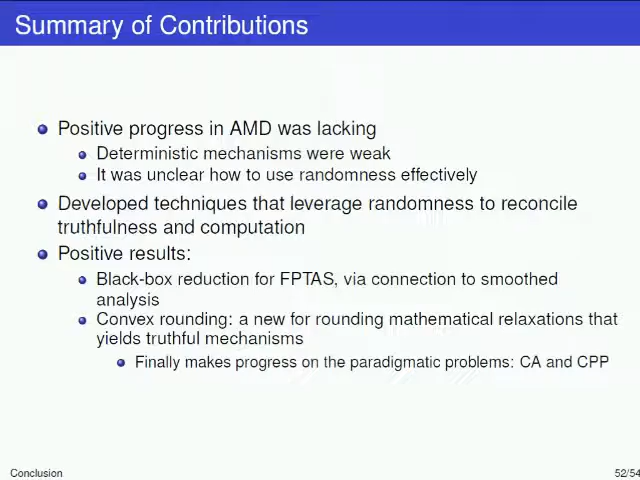 Summary of Contributions
Positive progress in AMD was lacking
Deterministic mechanisms were weak
It was unclear how to use randomness effectively
Developed techniques that leverage randomness to reconcile
truthfulness and computation
Positive results:
Black-box reduction for FPTAS, via connection to smoothed
analysis
Convex rounding: a new for rounding mathematical relaxations that
yields truthful mechanisms
Finally makes progress on the paradigmatic problems: CA and CPP
Conclusion
52/54